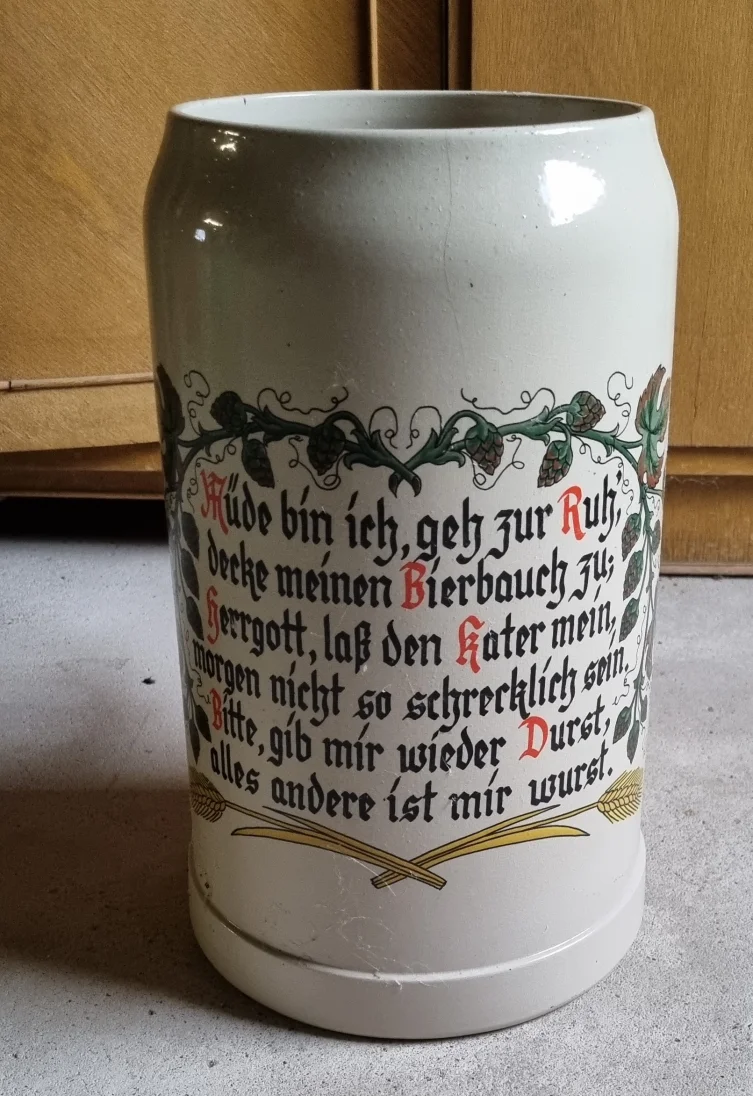 Müde bin ich, geh zur Ruh',
decke meinen Bierbauch zu;
Herrgott, laß den Kater mein,
morgen nicht so schrecklich sein.
Bitte, gib mir wieder Durst,
alles andere ist mir wurst.